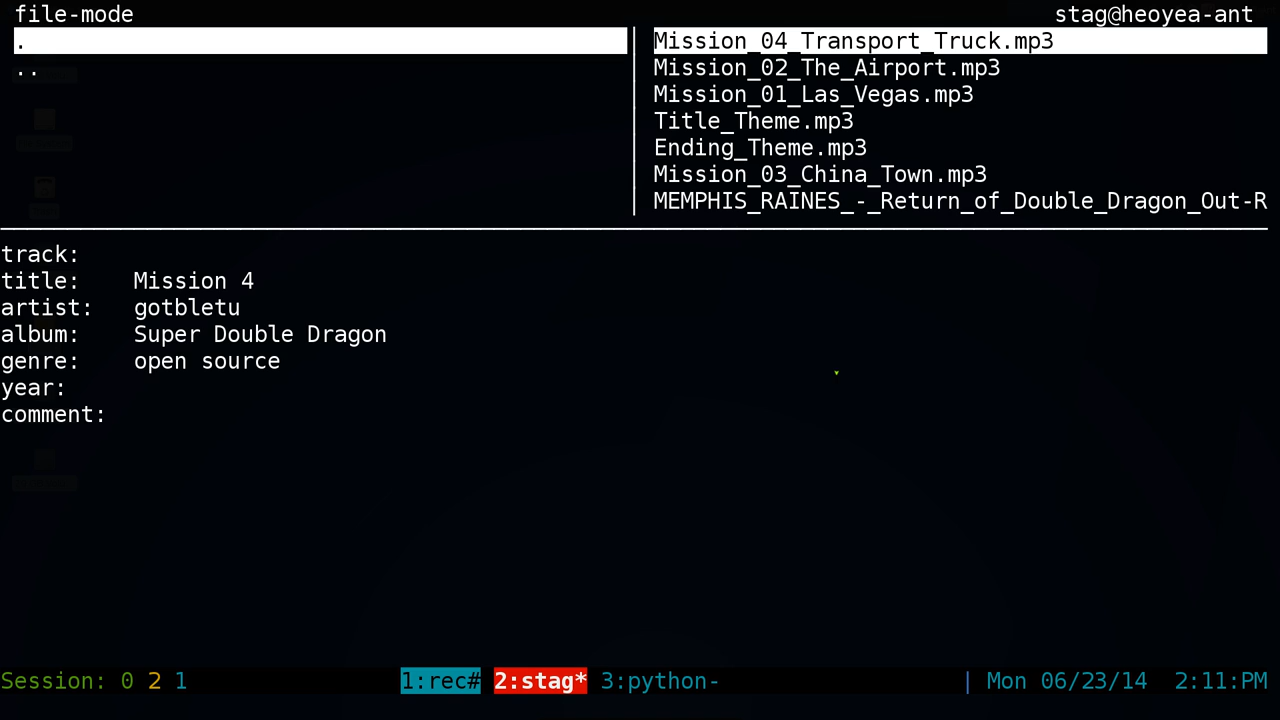 file-mode stag@heoyea-ant
. Mission_04_Transport_Truck.mp3
.. Mission_02_The_Airport.mp3
Mission_01_Las_Vegas.mp3
Title_Theme.mp3
Ending_Theme.mp3
Mission_03_China_Town.mp3
MEMPHIS_RAINES_-_Return_of_Double_Dragon_Out-R
track:
title: Mission 4
artist: gotbletu
album: Super Double Dragon
genre: open source
year:
comment:
Session: 0 2 1 1:rec# 2:stag* 3:python- | Mon 06/23/14 2:11:PM